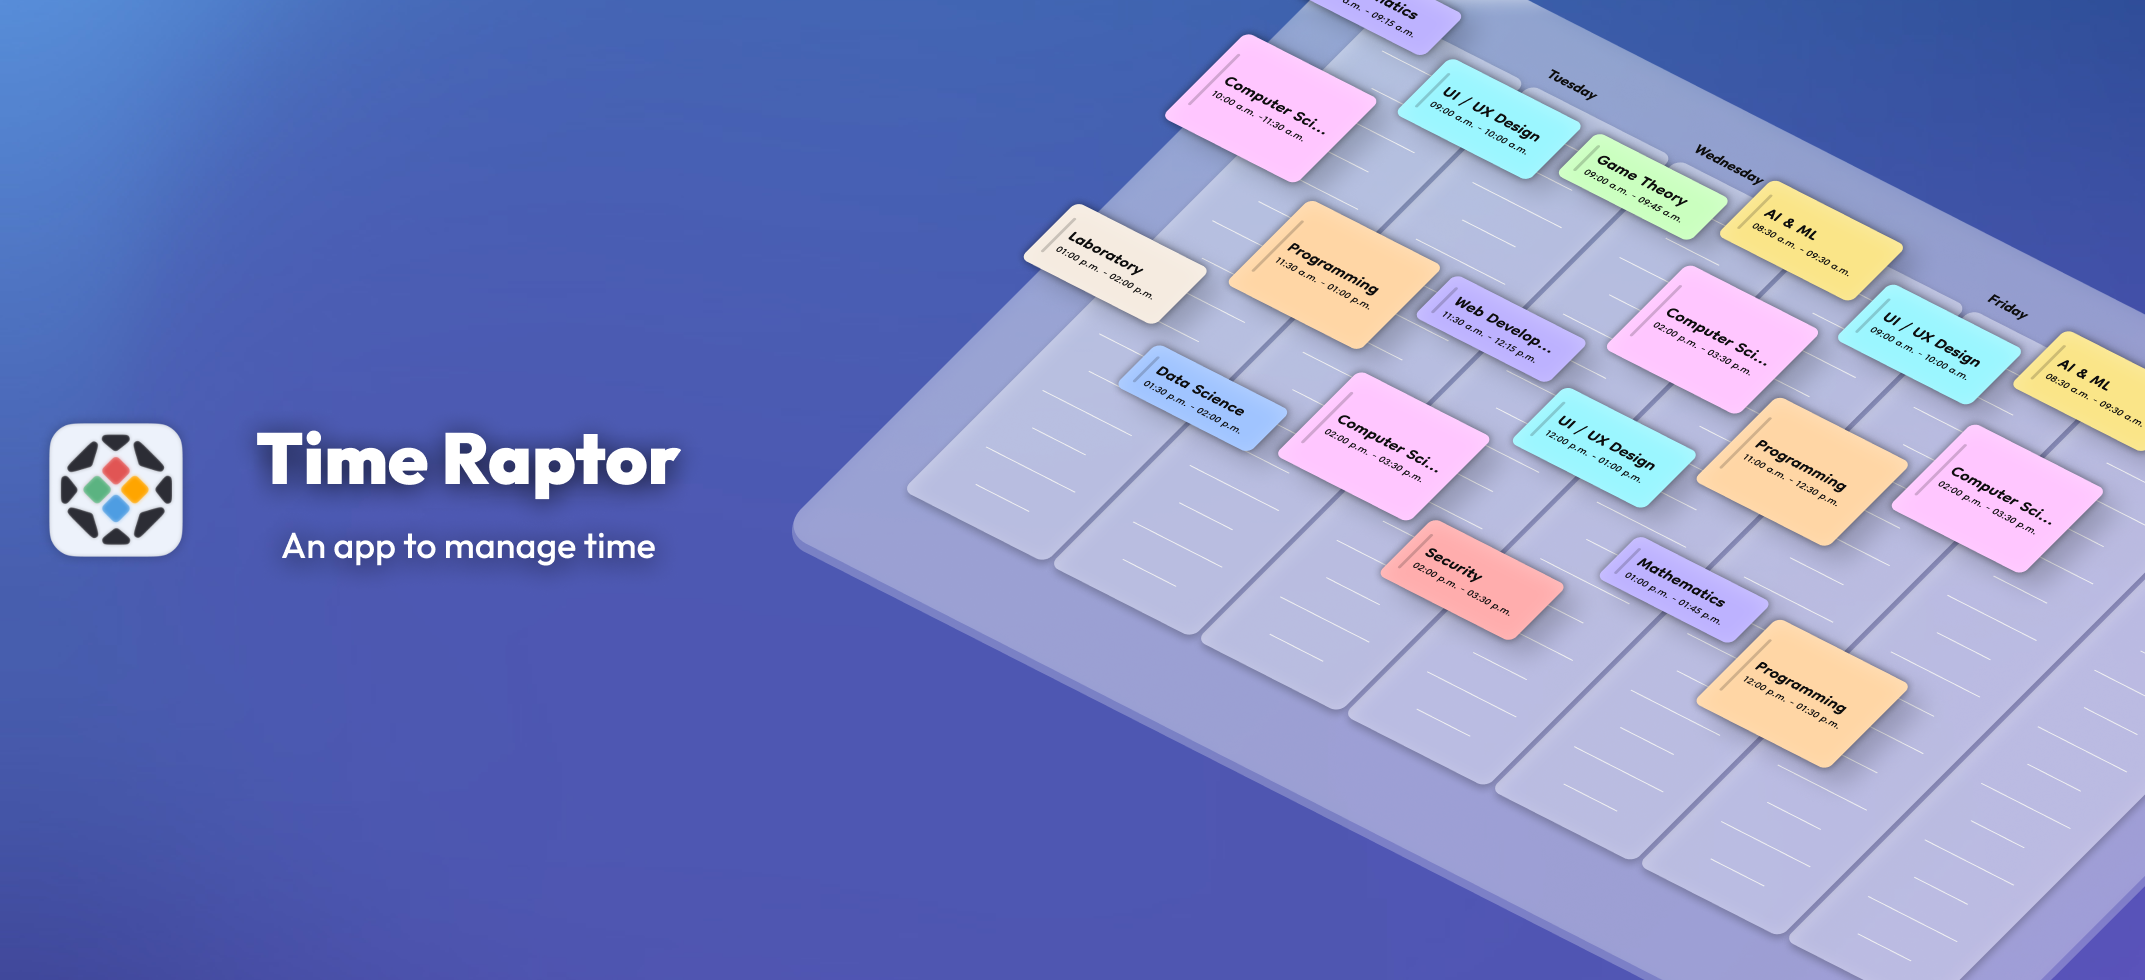 Time Raptor
An app to manage time
Tuesday
Wednesday
Friday
09:15 a.m.
Computer Sci...
10:00 a.m. -11:30 a.m.
Laboratory
01:00 p.m. - 02:00 p.m.
UI / UX Design
09:00 a.m. - 10:00 a.m.
Programming
11:30 a.m. - 01:00 p.m.
Data Science
01:30 p.m. - 02:00 p.m.
Game Theory
09:00 a.m. - 09:45 a.m.
Web Develop...
11:30 a.m. - 12:15 p.m.
Computer Sci...
02:00 p.m. - 03:30 p.m.
AI & ML
08:30 a.m. - 09:30 a.m.
Computer Sci...
02:00 p.m. - 03:30 p.m.
UI / UX Design
12:00 p.m. - 01:00 p.m.
Security
02:00 p.m. - 03:30 p.m.
UI / UX Design
09:00 a.m. - 10:00 a.m.
Programming
11:00 a.m. - 12:30 p.m.
Mathematics
01:00 p.m. - 01:45 p.m.
AI & ML
08:30 a.m. - 09:30 a.m.
Computer Sci...
02:00 p.m. - 03:30 p.m.
Programming
12:00 p.m. - 01:30 p.m.